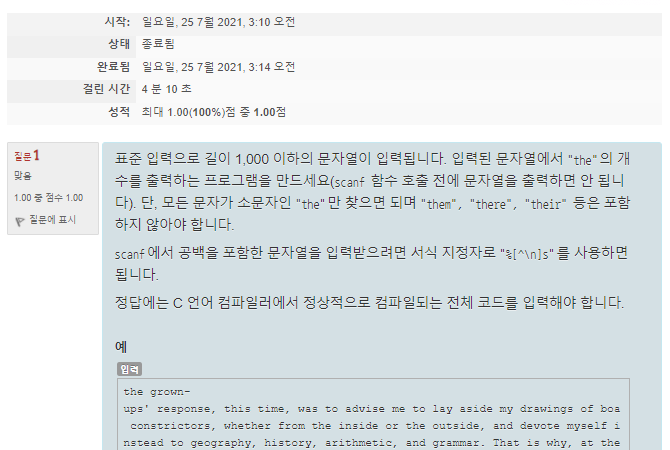 시작: 일요일, 25 7월 2021, 3:10 오전
상태 종료됨
완료됨 일요일, 25 7월 2021, 3:14 오전
걸린 시간 4 분 10 초
성적 최대 1.00(100%)점 중 1.00점
질문 1
맞음
1.00 중 점수 1.00
질문에 표시
표준 입력으로 길이 1,000 이하의 문자열이 입력됩니다. 입력된 문자열에서 "the"의 개
수를 출력하는 프로그램을 만드세요(scanf 함수 호출 전에 문자열을 출력하면 안 됩니
다). 단, 모든 문자가 소문자인 "the"만 찾으면 되며 "them", "there", "their" 등은 포함
하지 않아야 합니다.
scanf에서 공백을 포함한 문자열을 입력받으려면 서식 지정자로 "%[^\n]s"를 사용하면
됩니다.
정답에는 C 언어 컴파일러에서 정상적으로 컴파일되는 전체 코드를 입력해야 합니다.
예
입력
the grown-
ups' response, this time, was to advise me to lay aside my drawings of boa
constrictors, whether from the inside or the outside, and devote myself i
nstead to geography, history, arithmetic, and grammar. That is why, at the